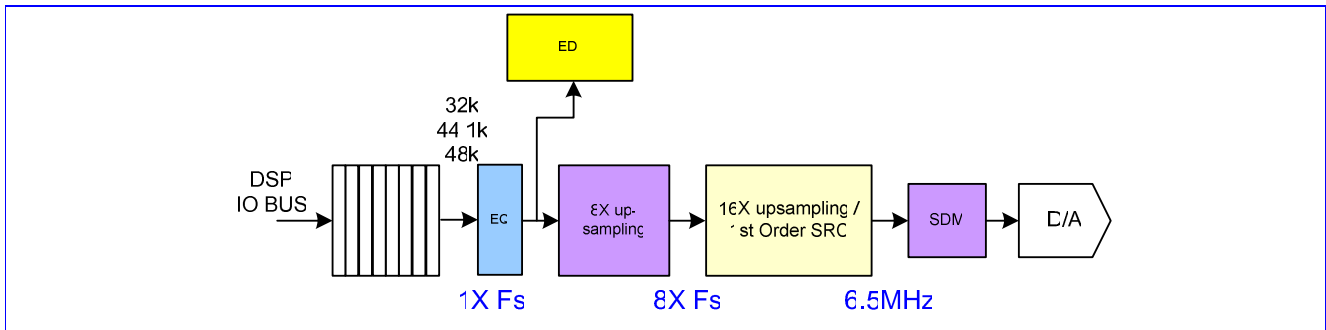 ED
32k
44 1k
48k
DSP
IO BUS
EQ
8X up-
sampling
16X upsampling /
1st Order SRC
SDM
D/A
1X Fs
8X Fs
6.5MHz